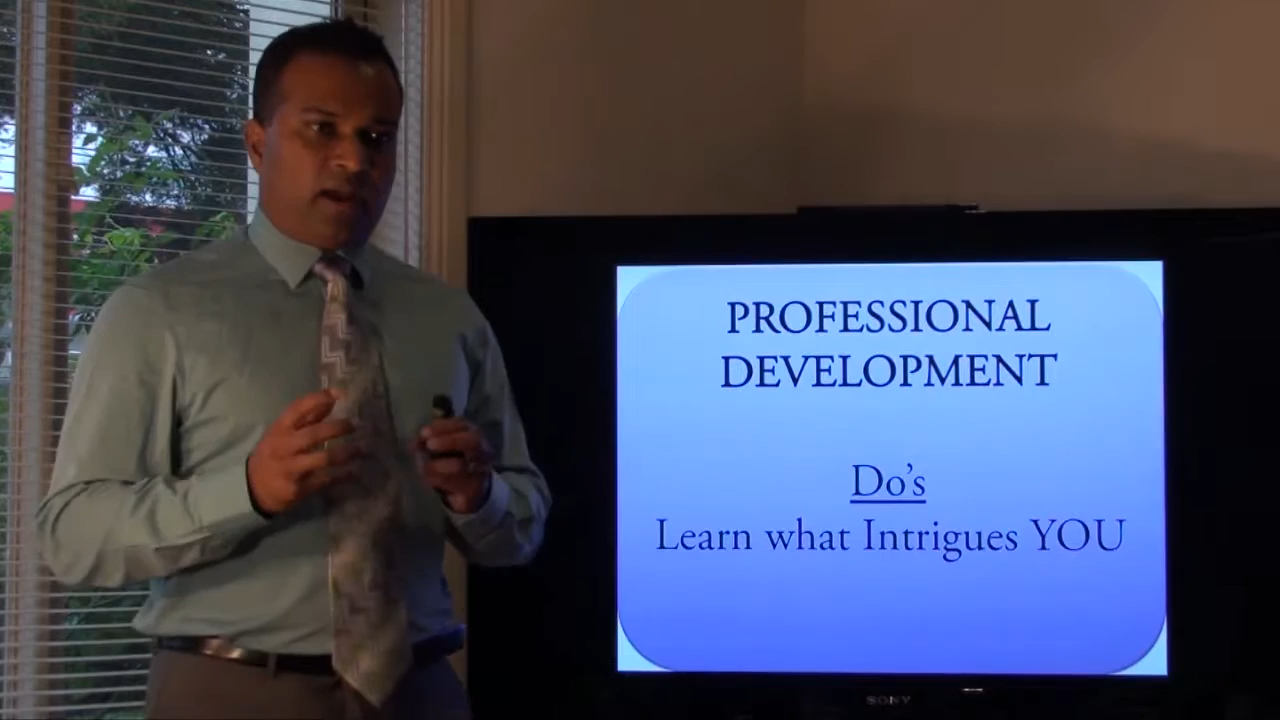 PROFESSIONAL
DEVELOPMENT
Do's
Learn what Intrigues YOU
SONY